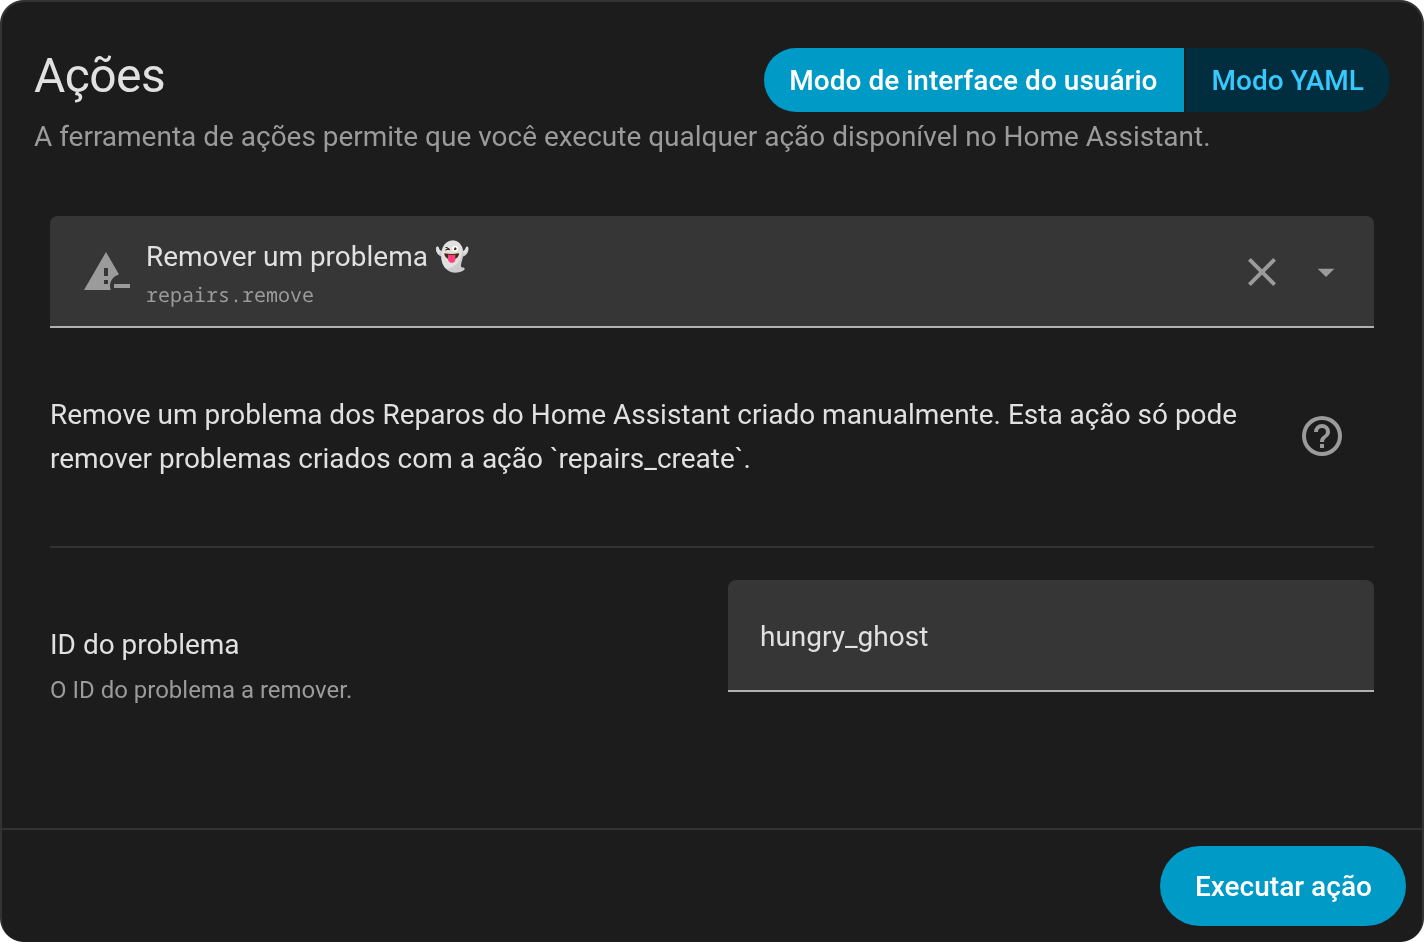 Ações
Modo de interface do usuário
Modo YAML
A ferramenta de ações permite que você execute qualquer ação disponível no Home Assistant.
Remover um problema 👻
repairs.remove
Remove um problema dos Reparos do Home Assistant criado manualmente. Esta ação só pode
remover problemas criados com a ação `repairs_create`.
ID do problema
O ID do problema a remover.
hungry_ghost
Executar ação